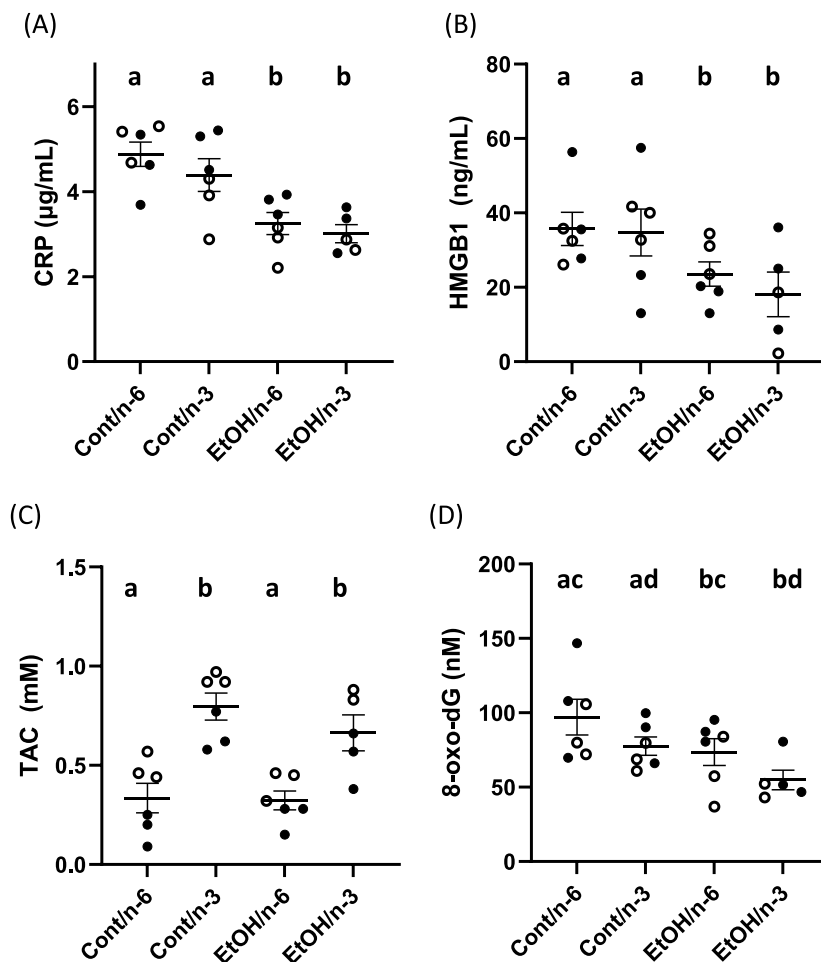 (A)
a a b b
6
4
2
0
CRP (µg/mL)
Cont/n-6
Cont/n-3
EtOH/n-6
EtOH/n-3
(B)
80
a a b b
60
40
20
0
HMGB1 (ng/mL)
Cont/n-6
Cont/n-3
EtOH/n-6
EtOH/n-3
(C)
1.5
a b a b
1.0
0.5
0.0
TAC (mM)
Cont/n-6
Cont/n-3
EtOH/n-6
EtOH/n-3
(D)
200
ac ad bc bd
150
100
50
0
8-oxo-dG (nM)
Cont/n-6
Cont/n-3
EtOH/n-6
EtOH/n-3